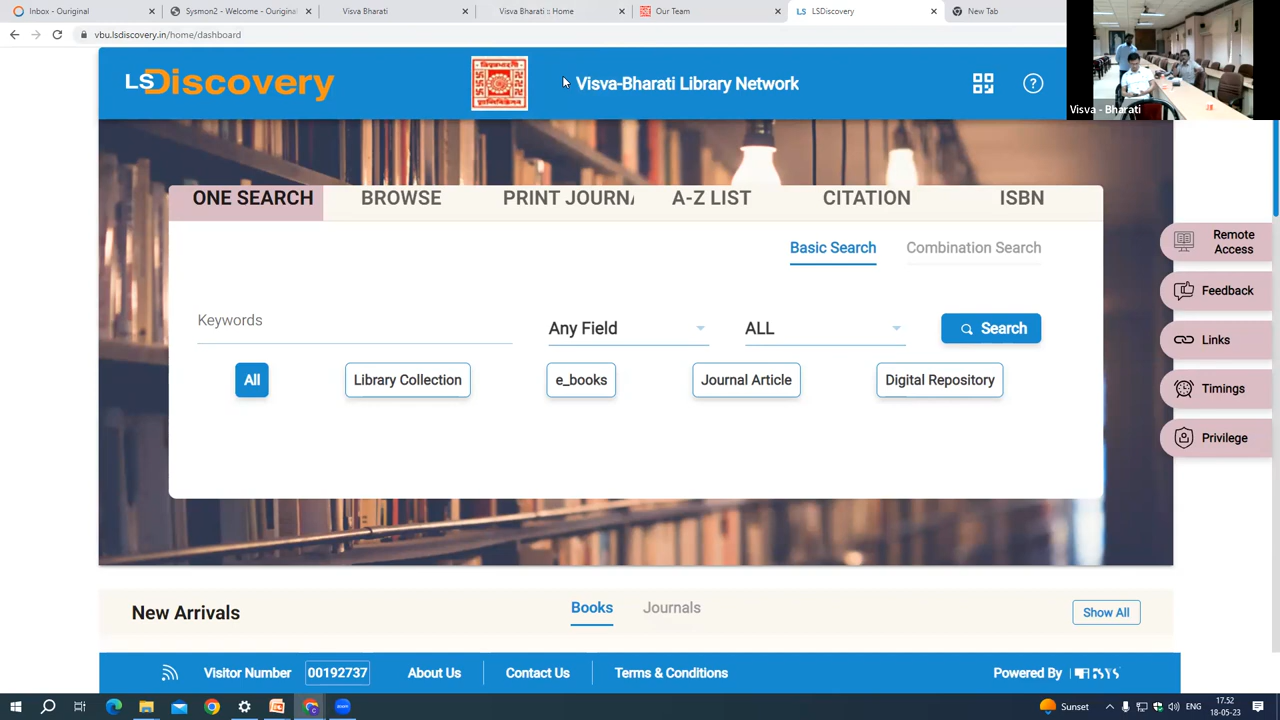 Inbox - Ouriginal
Sysmon2 - Welcome - Ouriginal
Visva Bharati
Visva Bharati :: Home
Our Team
LS LSDiscovery
New Tab
vbu.lsdiscovery.in/home/dashboard
LSDiscovery
Visva-Bharati Library Network
?
Visva - Bharati
ONE SEARCH
BROWSE
PRINT JOURNA
A-Z LIST
CITATION
ISBN
Basic Search
Combination Search
Remote
Access
Feedback
Links
Timings
Privilege
Keywords
Any Field
ALL
Search
All
Library Collection
e_books
Journal Article
Digital Repository
New Arrivals
Books
Journals
Show All
Visitor Number
00192737
About Us
Contact Us
Terms & Conditions
Powered By
zoom
Sunset
ENG
17.52
18-05-23